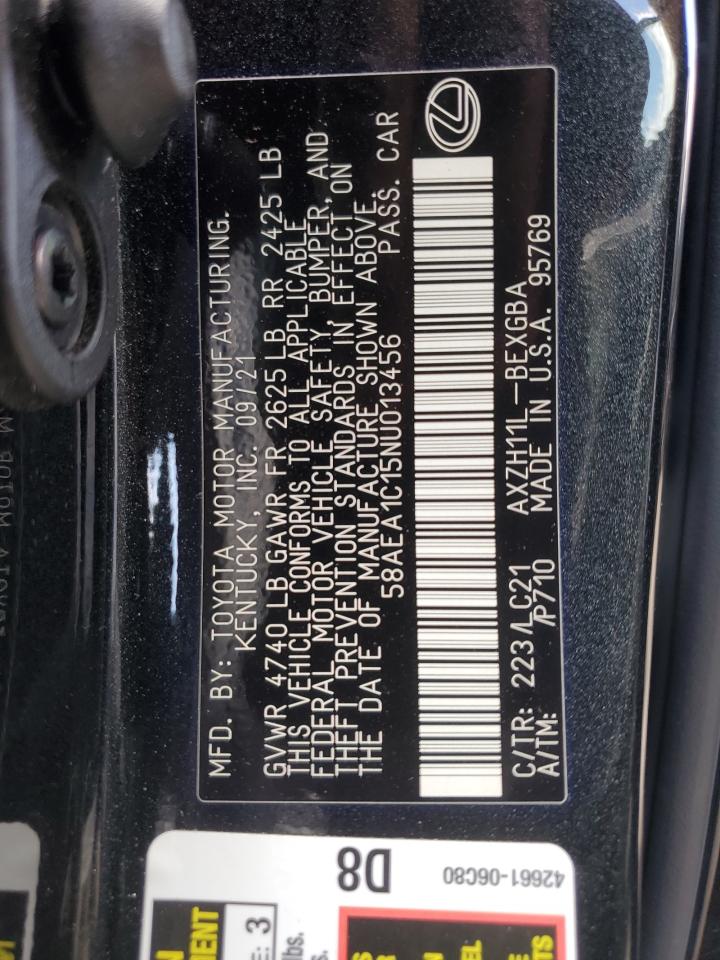 MFD. BY: TOYOTA MOTOR MANUFACTURING.
KENTUCKY, INC. 09/21
GVWR 4740 LB GAWR FR 2625 LB RR 2425 LB
THIS VEHICLE CONFORMS TO ALL APPLICABLE
FEDERAL MOTOR VEHICLE SAFETY, BUMPER, AND
THEFT PREVENTION STANDARDS IN EFFECT ON
THE DATE OF MANUFACTURE SHOWN ABOVE.
58AEA1C15NU013456 PASS. CAR
C/TR: 223/LC21 AXZH11L-BEXGBA
A/TM: /P710 MADE IN U.S.A. 95769
D8
42661-06C80
3
lbs.